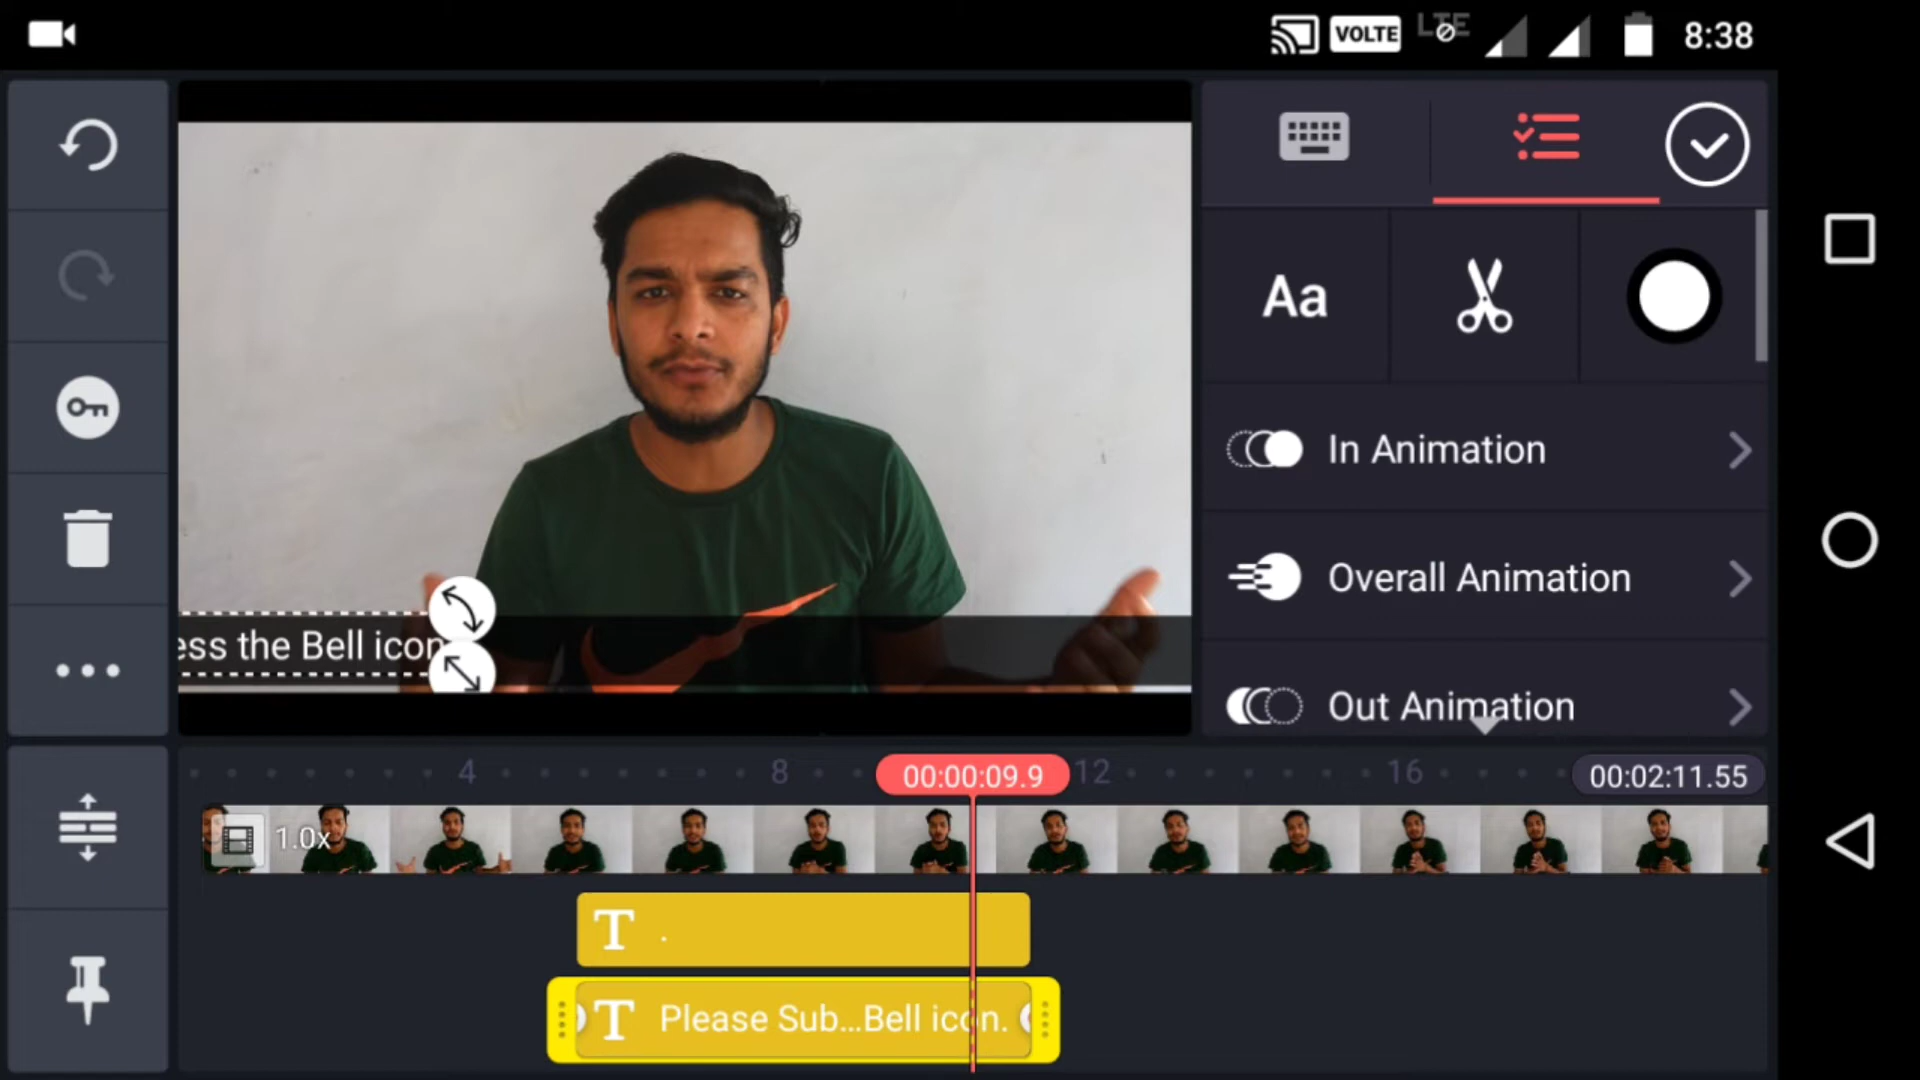 VOLTE LTE 8:38
Aa
In Animation
ess the Bell icon
Overall Animation
Out Animation
4 8 00:00:09.9 12 16 00:02:11.55
1.0x
T .
T Please Sub...Bell icon.